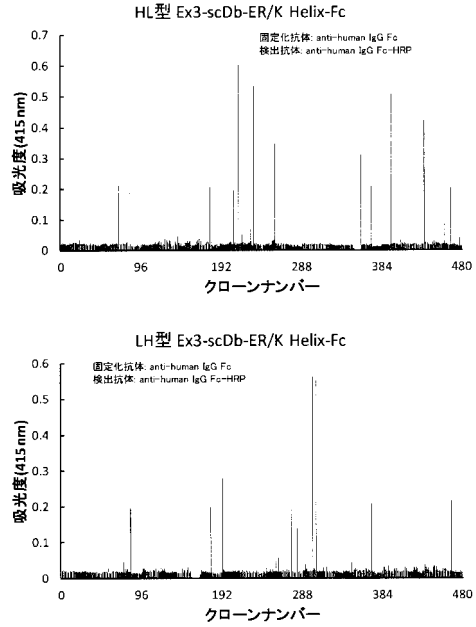 HL型 Ex3-scDb-ER/K Helix-Fc
固定化抗体: anti-human IgG Fc
検出抗体: anti-human IgG Fc-HRP
吸光度(415nm)
0.7
0.6
0.5
0.4
0.3
0.2
0.1
0
0 96 192 288 384 480
クローンナンバー
LH型 Ex3-scDb-ER/K Helix-Fc
固定化抗体: anti-human IgG Fc
検出抗体: anti-human IgG Fc-HRP
吸光度(415nm)
0.6
0.5
0.4
0.3
0.2
0.1
0
0 96 192 288 384 480
クローンナンバー